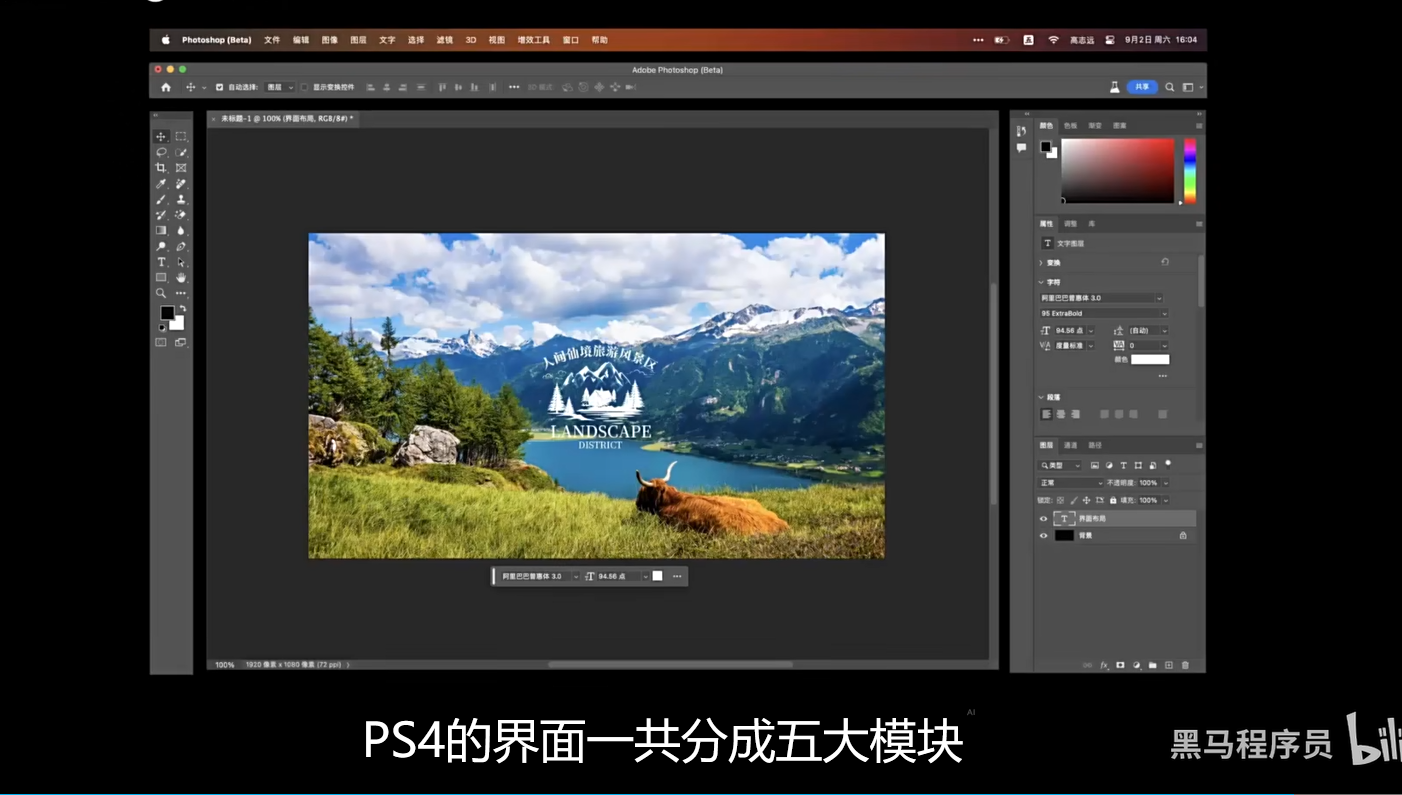 Photoshop (Beta) 文件 编辑 图像 图层 文字 选择 滤镜 3D 视图 增效工具 窗口 帮助 高志远 9月2日 周六 16:04
Adobe Photoshop (Beta)
自动选择: 图层 显示变换控件 共享
未标题-1 @ 100% (界面布局, RGB/8#) *
颜色 色板 渐变 图案
属性 调整 库
T 文字图层
变换
字符
阿里巴巴普惠体 3.0
95 ExtraBold
94.56 点 (自动)
度量标准 0
颜色
段落
人间仙境旅游风景区
LANDSCAPE
DISTRICT
图层 通道 路径
类型
正常 不透明度: 100%
锁定: 填充: 100%
T 界面布局
背景
阿里巴巴普惠体 3.0 94.56 点
100% 1920 像素 x 1080 像素 (72 ppi)
fx
AI
PS4的界面一共分成五大模块
黑马程序员